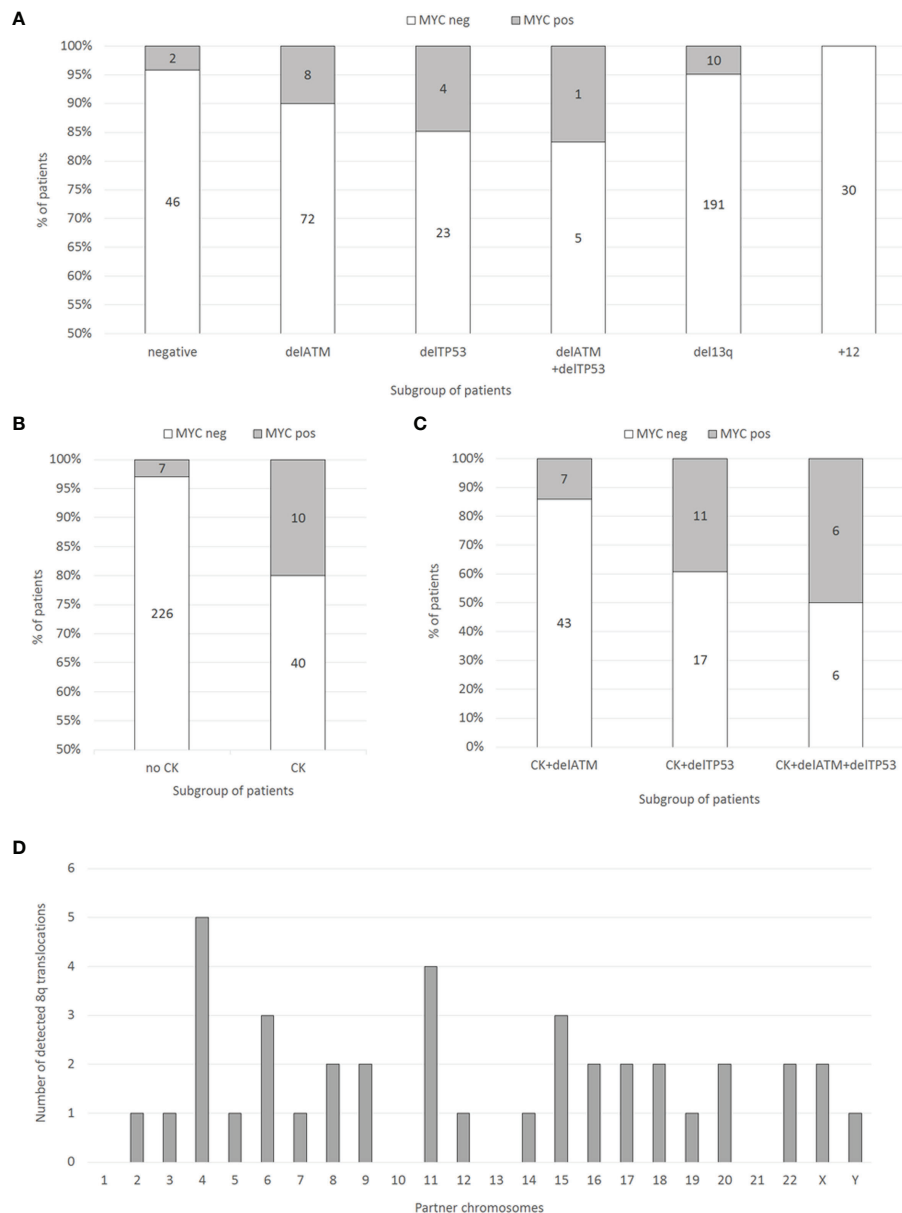 A
MYC neg MYC pos
100%
95%
90%
85%
80%
75%
70%
65%
60%
55%
50%
% of patients
2 8 4 1 10
46 72 23 5 191 30
negative delATM delTP53 delATM +delTP53 del13q +12
Subgroup of patients
B
MYC neg MYC pos
100%
95%
90%
85%
80%
75%
70%
65%
60%
55%
50%
% of patients
7 10
226 40
no CK CK
Subgroup of patients
C
MYC neg MYC pos
100%
90%
80%
70%
60%
50%
40%
30%
20%
10%
0%
% of patients
7 11 6
43 17 6
CK+delATM CK+delTP53 CK+delATM+delTP53
Subgroup of patients
D
6
5
4
3
2
1
0
Number of detected 8q translocations
1 2 3 4 5 6 7 8 9 10 11 12 13 14 15 16 17 18 19 20 21 22 X Y
Partner chromosomes